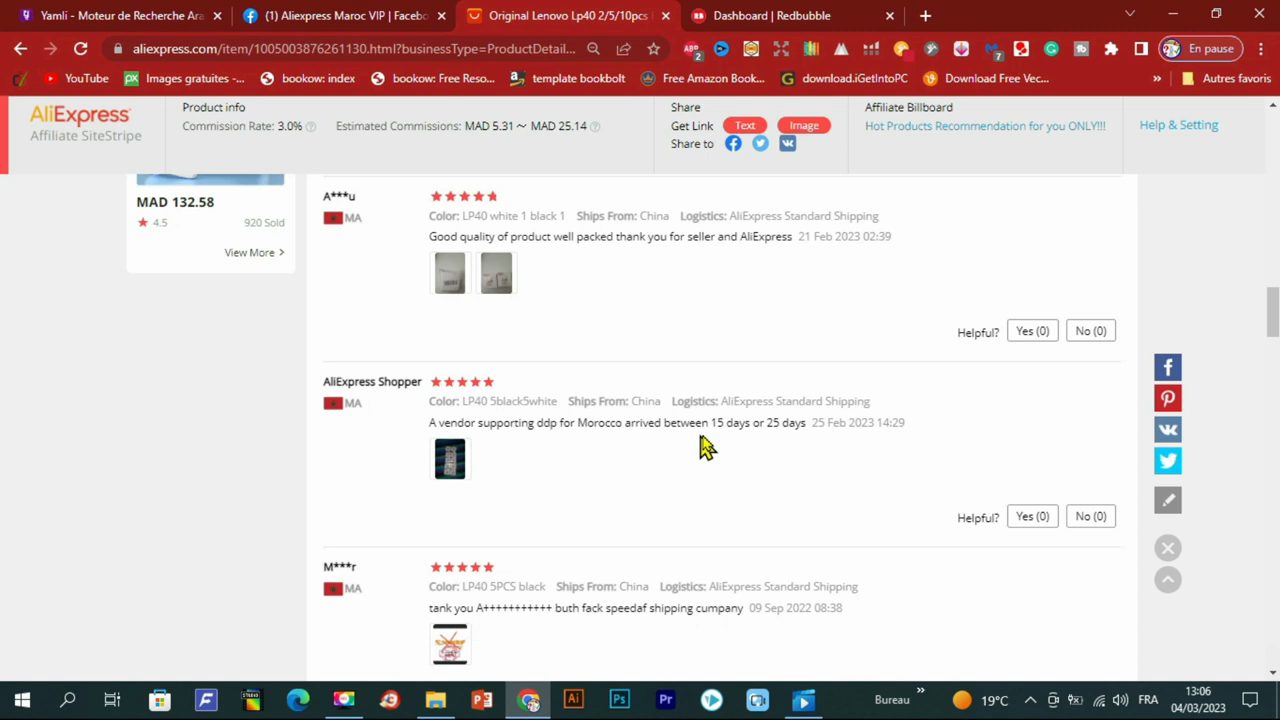 Yamli - Moteur de Recherche Ara
(1) Aliexpress Maroc VIP | Facebo
Original Lenovo Lp40 2/5/10pcs E
Dashboard | Redbubble
aliexpress.com/item/1005003876261130.html?businessType=ProductDetail...
2
7
En pause
YouTube
Images gratuites -...
bookow: index
bookow: Free Reso...
template bookbolt
Free Amazon Book...
download.iGetIntoPC
Download Free Vec...
»
Autres favoris
AliExpress
Affiliate SiteStripe
Product info
Commission Rate: 3.0%
Estimated Commissions: MAD 5.31～ MAD 25.14
Share
Get Link
Text
Image
Share to
Affiliate Billboard
Hot Products Recommendation for you ONLY!!!
Help & Setting
MAD 132.58
4.5
920 Sold
View More >
A***u
MA
Color: LP40 white 1 black 1 Ships From: China Logistics: AliExpress Standard Shipping
Good quality of product well packed thank you for seller and AliExpress 21 Feb 2023 02:39
Helpful? Yes (0) No (0)
AliExpress Shopper
MA
Color: LP40 5black5white Ships From: China Logistics: AliExpress Standard Shipping
A vendor supporting ddp for Morocco arrived between 15 days or 25 days 25 Feb 2023 14:29
Helpful? Yes (0) No (0)
M***r
MA
Color: LP40 5PCS black Ships From: China Logistics: AliExpress Standard Shipping
tank you A+++++++++++ buth fack speedaf shipping cumpany 09 Sep 2022 08:38
Bureau
»
19°C
FRA
13:06
04/03/2023